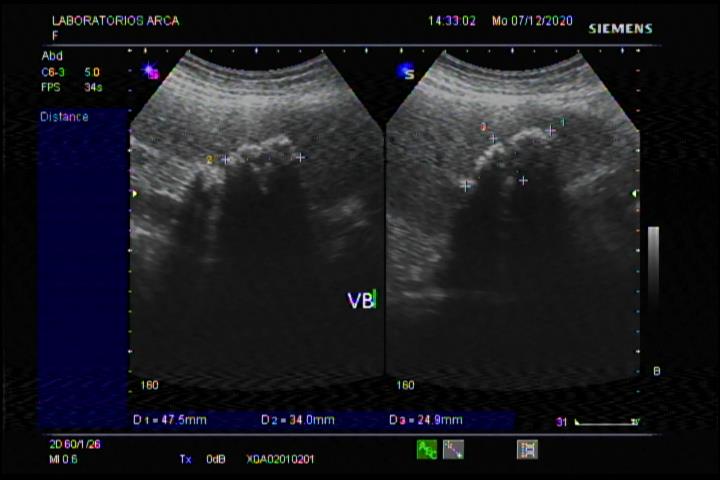 LABORATORIOS ARCA 14:33:02 Mo 07/12/2020 SIEMENS
F
Abd
C6-3 5.0
FPS 34s
Distance
S S
1
3
2
VB
B
160 160
D1 = 47.5mm D2 = 34.0mm D3 = 24.9mm 31
2D 60/1/26
MI 0.6 Tx 0dB XDA02010201
ABC